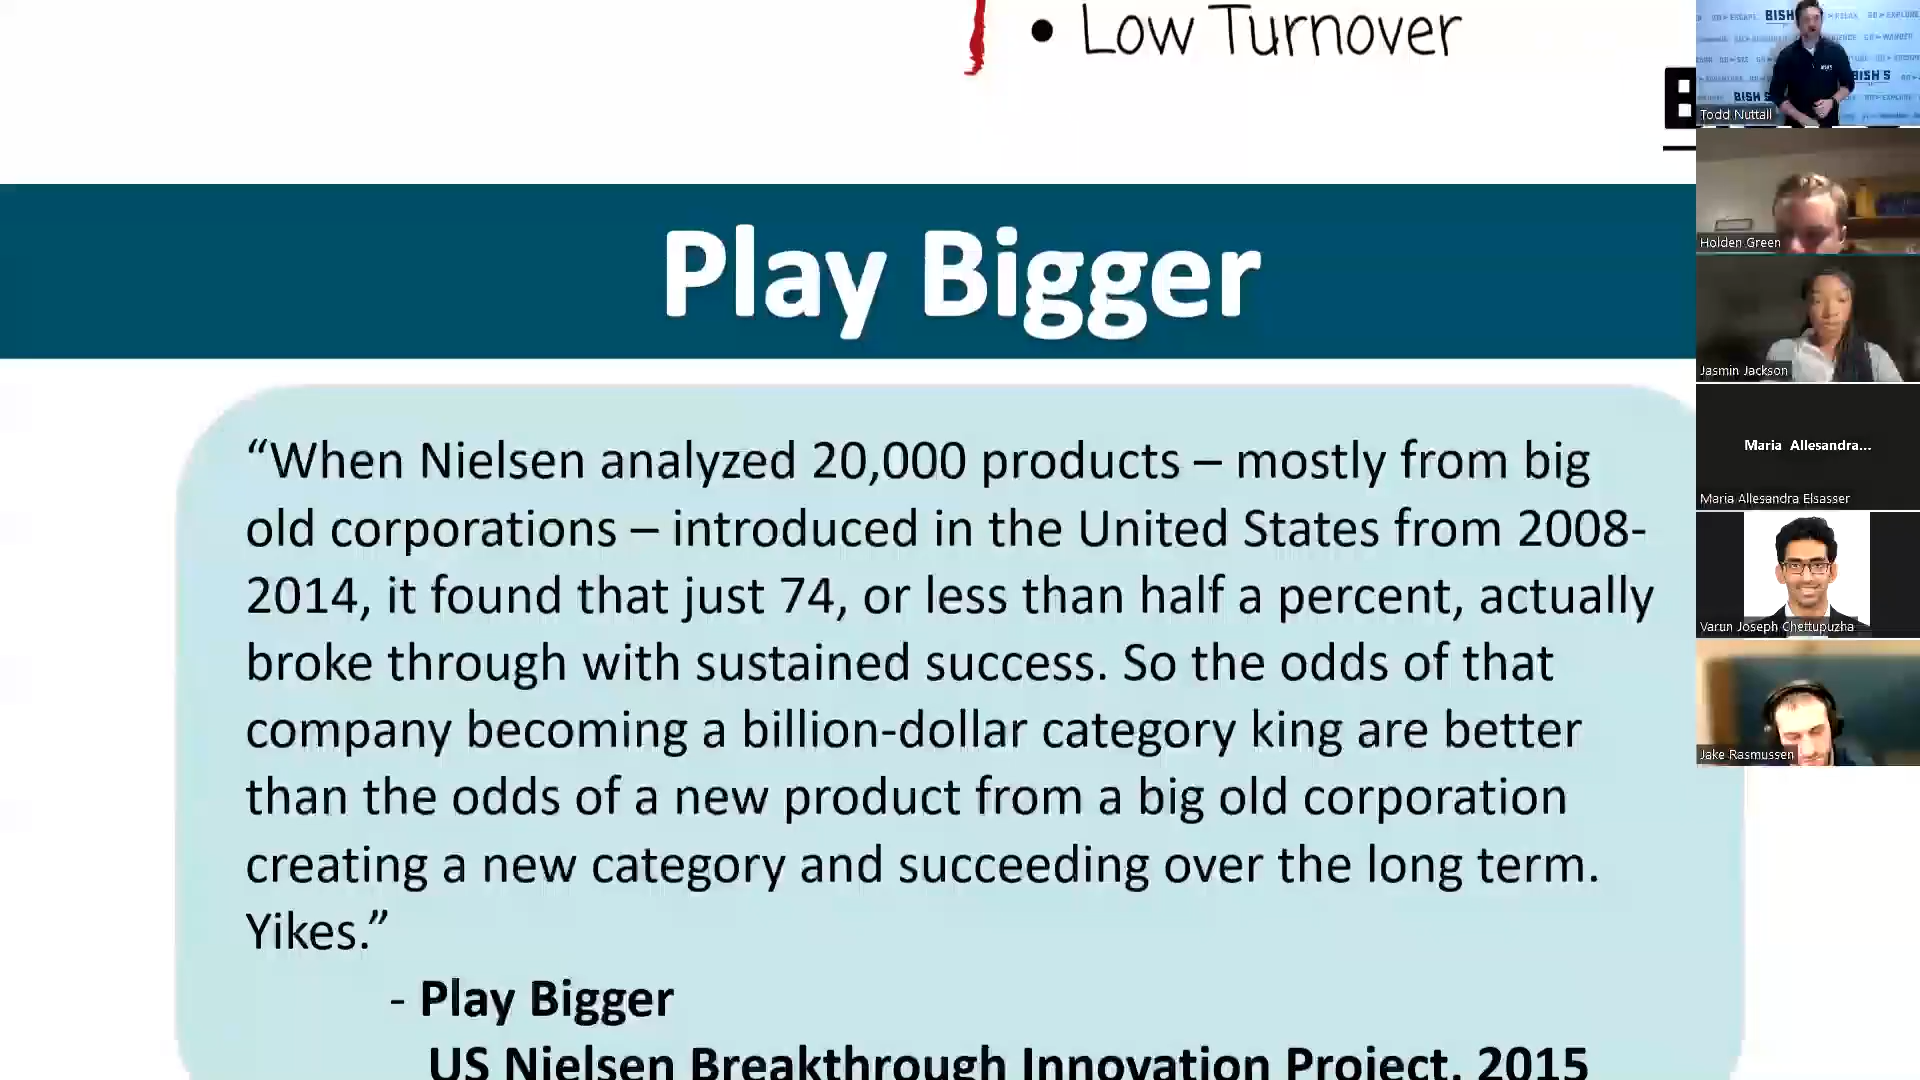 • Low Turnover
B
Play Bigger
“When Nielsen analyzed 20,000 products – mostly from big
old corporations – introduced in the United States from 2008-
2014, it found that just 74, or less than half a percent, actually
broke through with sustained success. So the odds of that
company becoming a billion-dollar category king are better
than the odds of a new product from a big old corporation
creating a new category and succeeding over the long term.
Yikes.”
- Play Bigger
US Nielsen Breakthrough Innovation Project, 2015
BISH'S
BISH'S
Todd Nuttall
Holden Green
Jasmin Jackson
Maria Allesandra...
Maria Allesandra Elsasser
Varun Joseph Chettupuzha
Jake Rasmussen